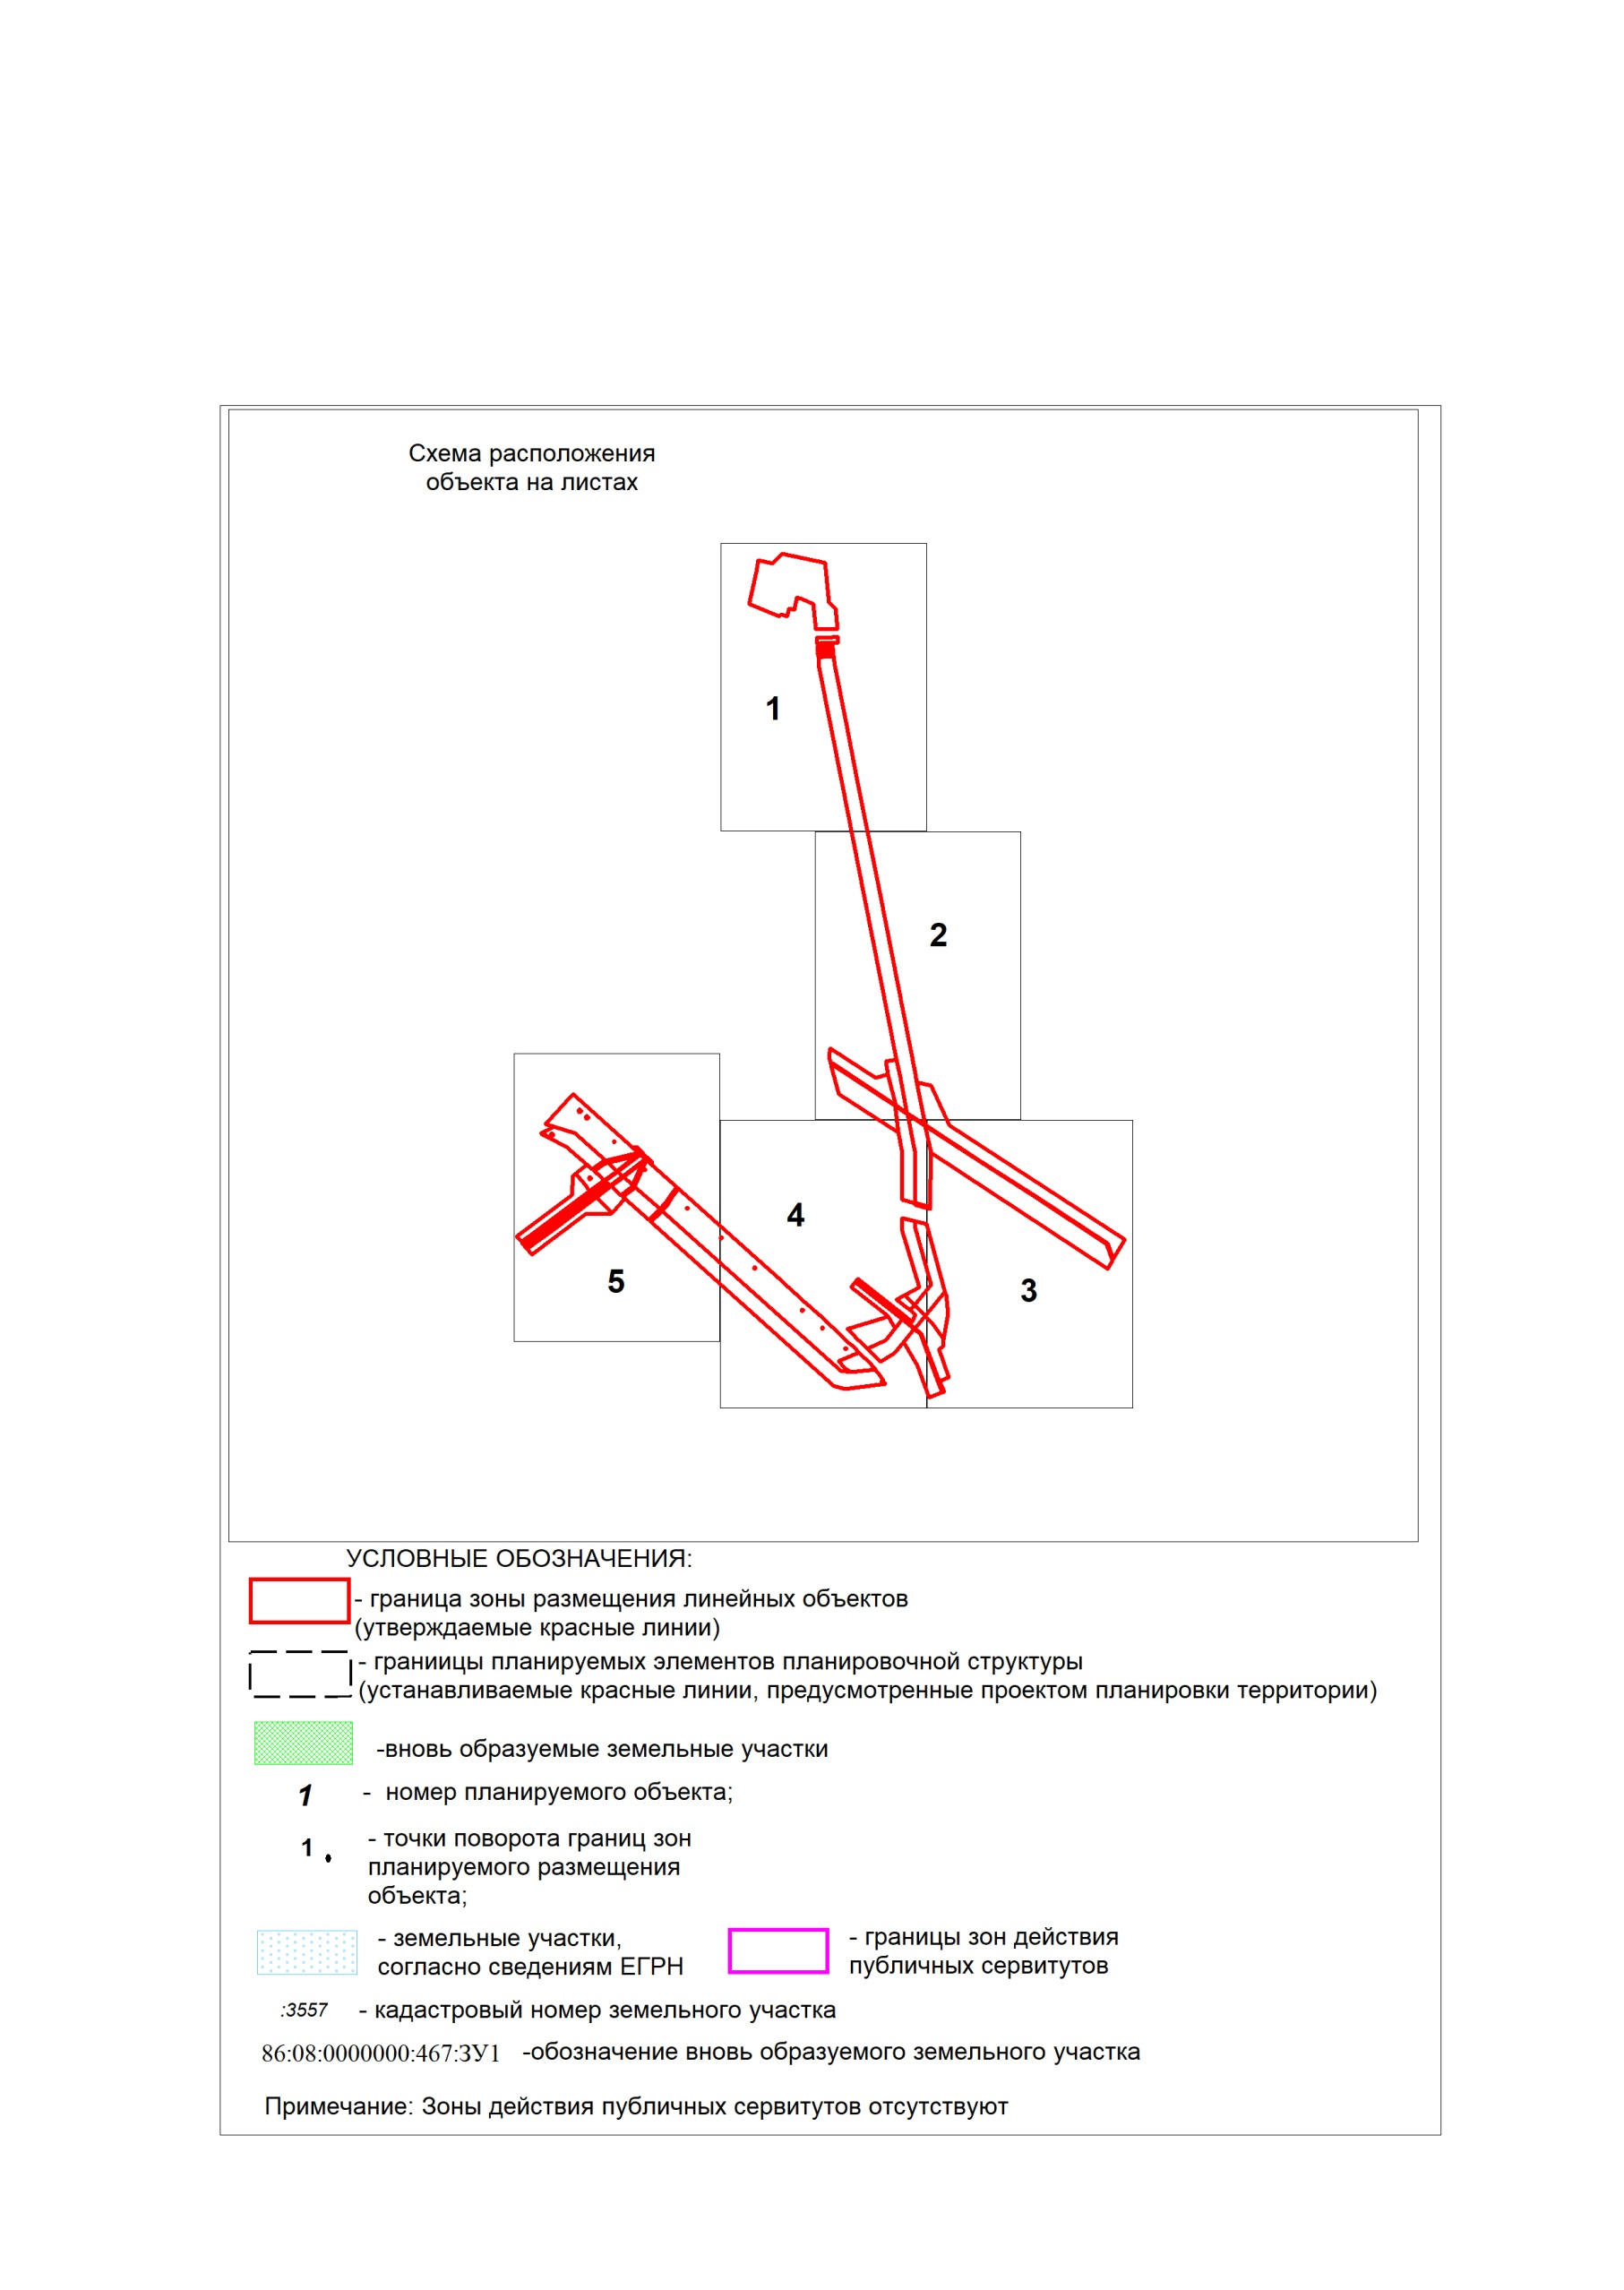 Схема расположения
объекта на листах
1
2
4
5
3
УСЛОВНЫЕ ОБОЗНАЧЕНИЯ:
- граница зоны размещения линейных объектов
(утверждаемые красные линии)
- граниицы планируемых элементов планировочной структуры
(устанавливаемые красные линии, предусмотренные проектом планировки территории)
-вновь образуемые земельные участки
1 - номер планируемого объекта;
1 - точки поворота границ зон
планируемого размещения
объекта;
- земельные участки,
согласно сведениям ЕГРН
- границы зон действия
публичных сервитутов
:3557 - кадастровый номер земельного участка
86:08:0000000:467:ЗУ1 -обозначение вновь образуемого земельного участка
Примечание: Зоны действия публичных сервитутов отсутствуют